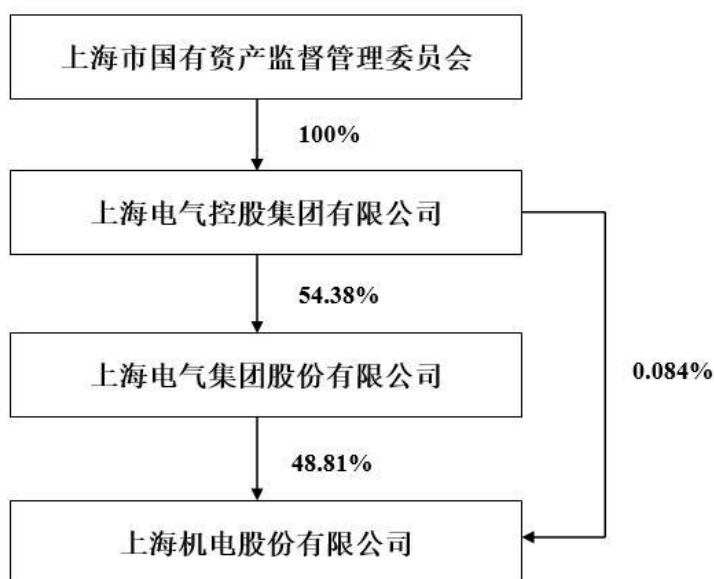 上海市国有资产监督管理委员会
100%
上海电气控股集团有限公司
54.38%
上海电气集团股份有限公司
0.084%
48.81%
上海机电股份有限公司